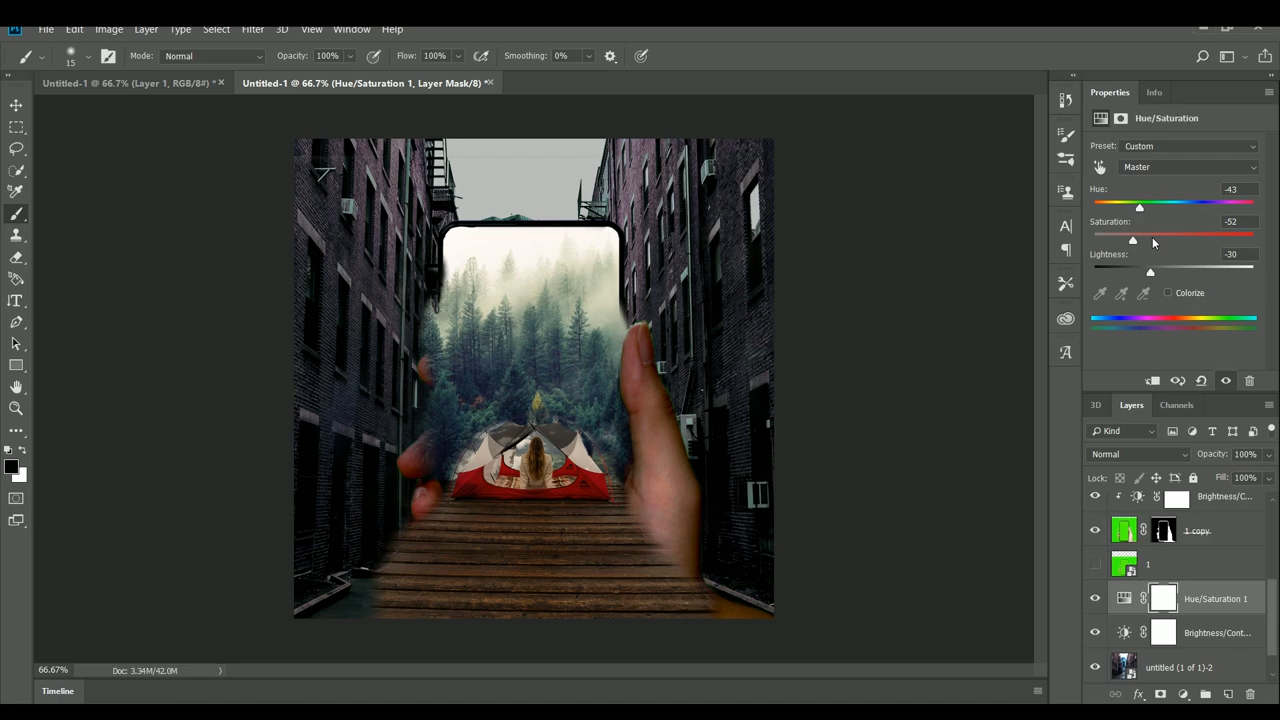 Ps File Edit Image Layer Type Select Filter 3D View Window Help
15 Mode: Normal Opacity: 100% Flow: 100% Smoothing: 0%
Untitled-1 @ 66.7% (Layer 1, RGB/8#) * × Untitled-1 @ 66.7% (Hue/Saturation 1, Layer Mask/8) * ×
Properties Info
Hue/Saturation
Preset: Custom
Master
Hue: -43
Saturation: -52
Lightness: -30
Colorize
3D Layers Channels
Kind
Normal Opacity: 100%
Lock: Fill: 100%
Brightness/C...
1 copy
1
Hue/Saturation 1
Brightness/Cont...
untitled (1 of 1)-2
66.67% Doc: 3.34M/42.0M
Timeline